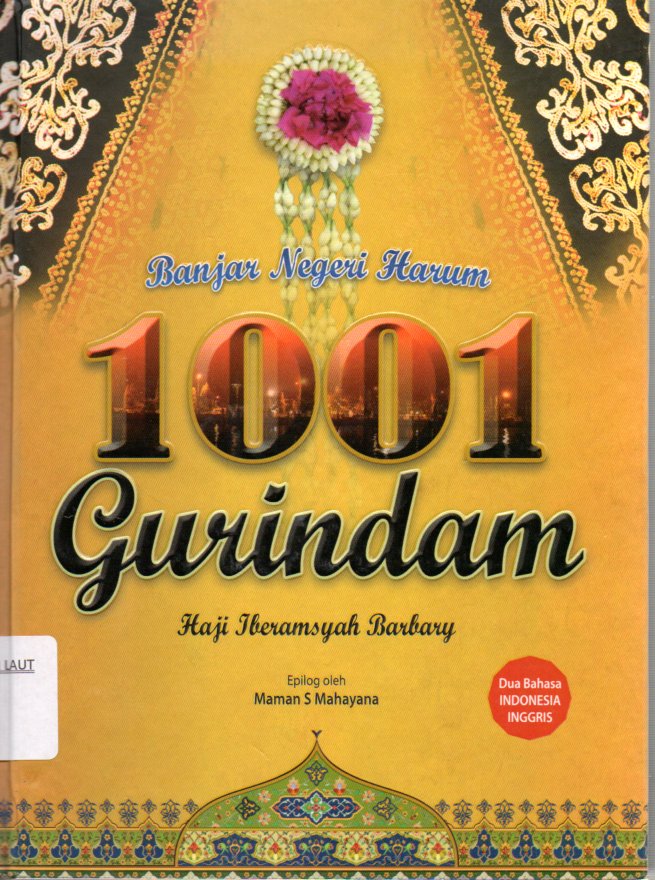 Banjar Negeri Harum
1001
Gurindam
Haji Iberamsyah Barbary
LAUT
Epilog oleh
Maman S Mahayana
Dua Bahasa
INDONESIA
INGGRIS